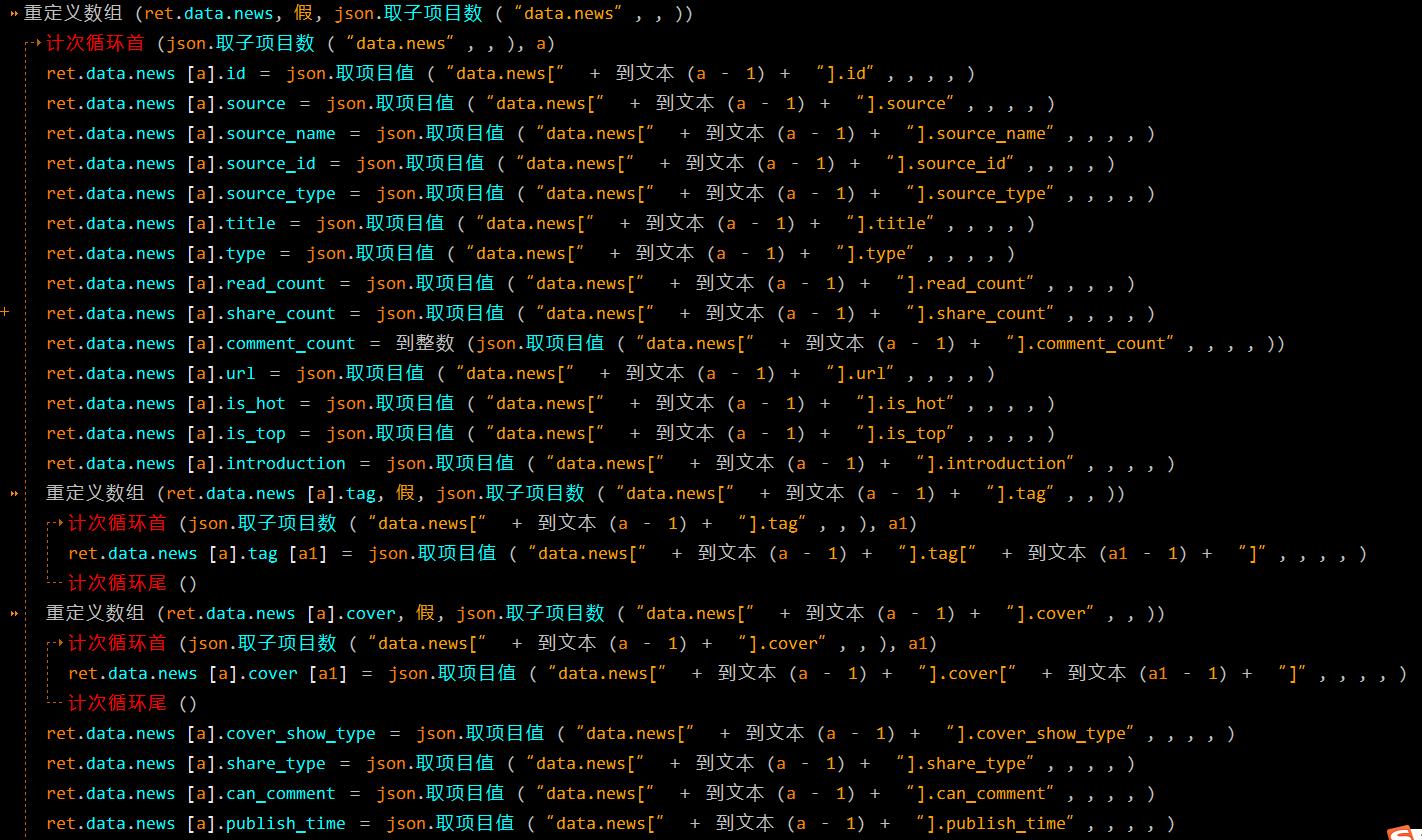 重定义数组 (ret.data.news, 假, json.取子项目数 ( “data.news” , , ))
计次循环首 (json.取子项目数 ( “data.news” , , ), a)
ret.data.news [a].id = json.取项目值 ( “data.news[” + 到文本 (a - 1) + “].id” , , , , )
ret.data.news [a].source = json.取项目值 ( “data.news[” + 到文本 (a - 1) + “].source” , , , , )
ret.data.news [a].source_name = json.取项目值 ( “data.news[” + 到文本 (a - 1) + “].source_name” , , , , )
ret.data.news [a].source_id = json.取项目值 ( “data.news[” + 到文本 (a - 1) + “].source_id” , , , , )
ret.data.news [a].source_type = json.取项目值 ( “data.news[” + 到文本 (a - 1) + “].source_type” , , , , )
ret.data.news [a].title = json.取项目值 ( “data.news[” + 到文本 (a - 1) + “].title” , , , , )
ret.data.news [a].type = json.取项目值 ( “data.news[” + 到文本 (a - 1) + “].type” , , , , )
ret.data.news [a].read_count = json.取项目值 ( “data.news[” + 到文本 (a - 1) + “].read_count” , , , , )
ret.data.news [a].share_count = json.取项目值 ( “data.news[” + 到文本 (a - 1) + “].share_count” , , , , )
ret.data.news [a].comment_count = 到整数 (json.取项目值 ( “data.news[” + 到文本 (a - 1) + “].comment_count” , , , , ))
ret.data.news [a].url = json.取项目值 ( “data.news[” + 到文本 (a - 1) + “].url” , , , , )
ret.data.news [a].is_hot = json.取项目值 ( “data.news[” + 到文本 (a - 1) + “].is_hot” , , , , )
ret.data.news [a].is_top = json.取项目值 ( “data.news[” + 到文本 (a - 1) + “].is_top” , , , , )
ret.data.news [a].introduction = json.取项目值 ( “data.news[” + 到文本 (a - 1) + “].introduction” , , , , )
重定义数组 (ret.data.news [a].tag, 假, json.取子项目数 ( “data.news[” + 到文本 (a - 1) + “].tag” , , ))
计次循环首 (json.取子项目数 ( “data.news[” + 到文本 (a - 1) + “].tag” , , ), a1)
ret.data.news [a].tag [a1] = json.取项目值 ( “data.news[” + 到文本 (a - 1) + “].tag[” + 到文本 (a1 - 1) + “]” , , , , )
计次循环尾 ()
重定义数组 (ret.data.news [a].cover, 假, json.取子项目数 ( “data.news[” + 到文本 (a - 1) + “].cover” , , ))
计次循环首 (json.取子项目数 ( “data.news[” + 到文本 (a - 1) + “].cover” , , ), a1)
ret.data.news [a].cover [a1] = json.取项目值 ( “data.news[” + 到文本 (a - 1) + “].cover[” + 到文本 (a1 - 1) + “]” , , , , )
计次循环尾 ()
ret.data.news [a].cover_show_type = json.取项目值 ( “data.news[” + 到文本 (a - 1) + “].cover_show_type” , , , , )
ret.data.news [a].share_type = json.取项目值 ( “data.news[” + 到文本 (a - 1) + “].share_type” , , , , )
ret.data.news [a].can_comment = json.取项目值 ( “data.news[” + 到文本 (a - 1) + “].can_comment” , , , , )
ret.data.news [a].publish_time = json.取项目值 ( “data.news[” + 到文本 (a - 1) + “].publish_time” , , , , )